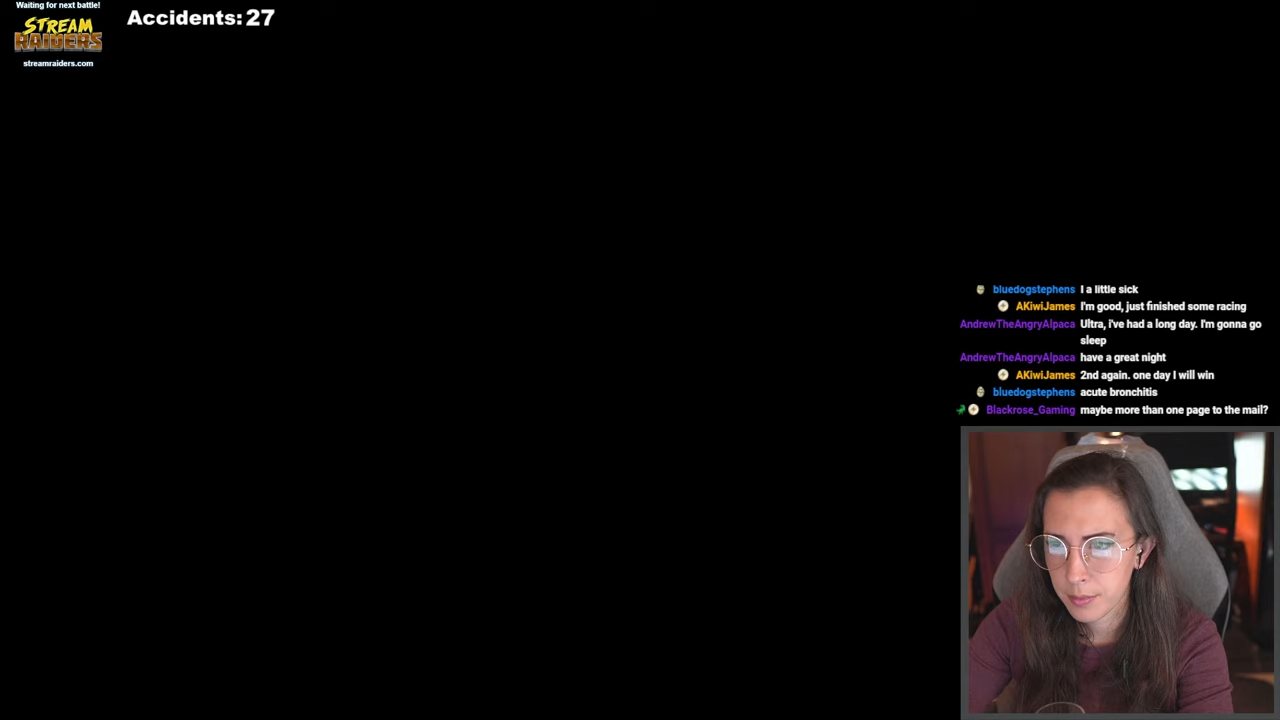 Waiting for next battle!
STREAM
RAIDERS
streamraiders.com
Accidents: 27
bluedogstephens I a little sick
AKiwiJames I'm good, just finished some racing
AndrewTheAngryAlpaca Ultra, i've had a long day. I'm gonna go
sleep
AndrewTheAngryAlpaca have a great night
AKiwiJames 2nd again. one day I will win
bluedogstephens acute bronchitis
Blackrose_Gaming maybe more than one page to the mail?